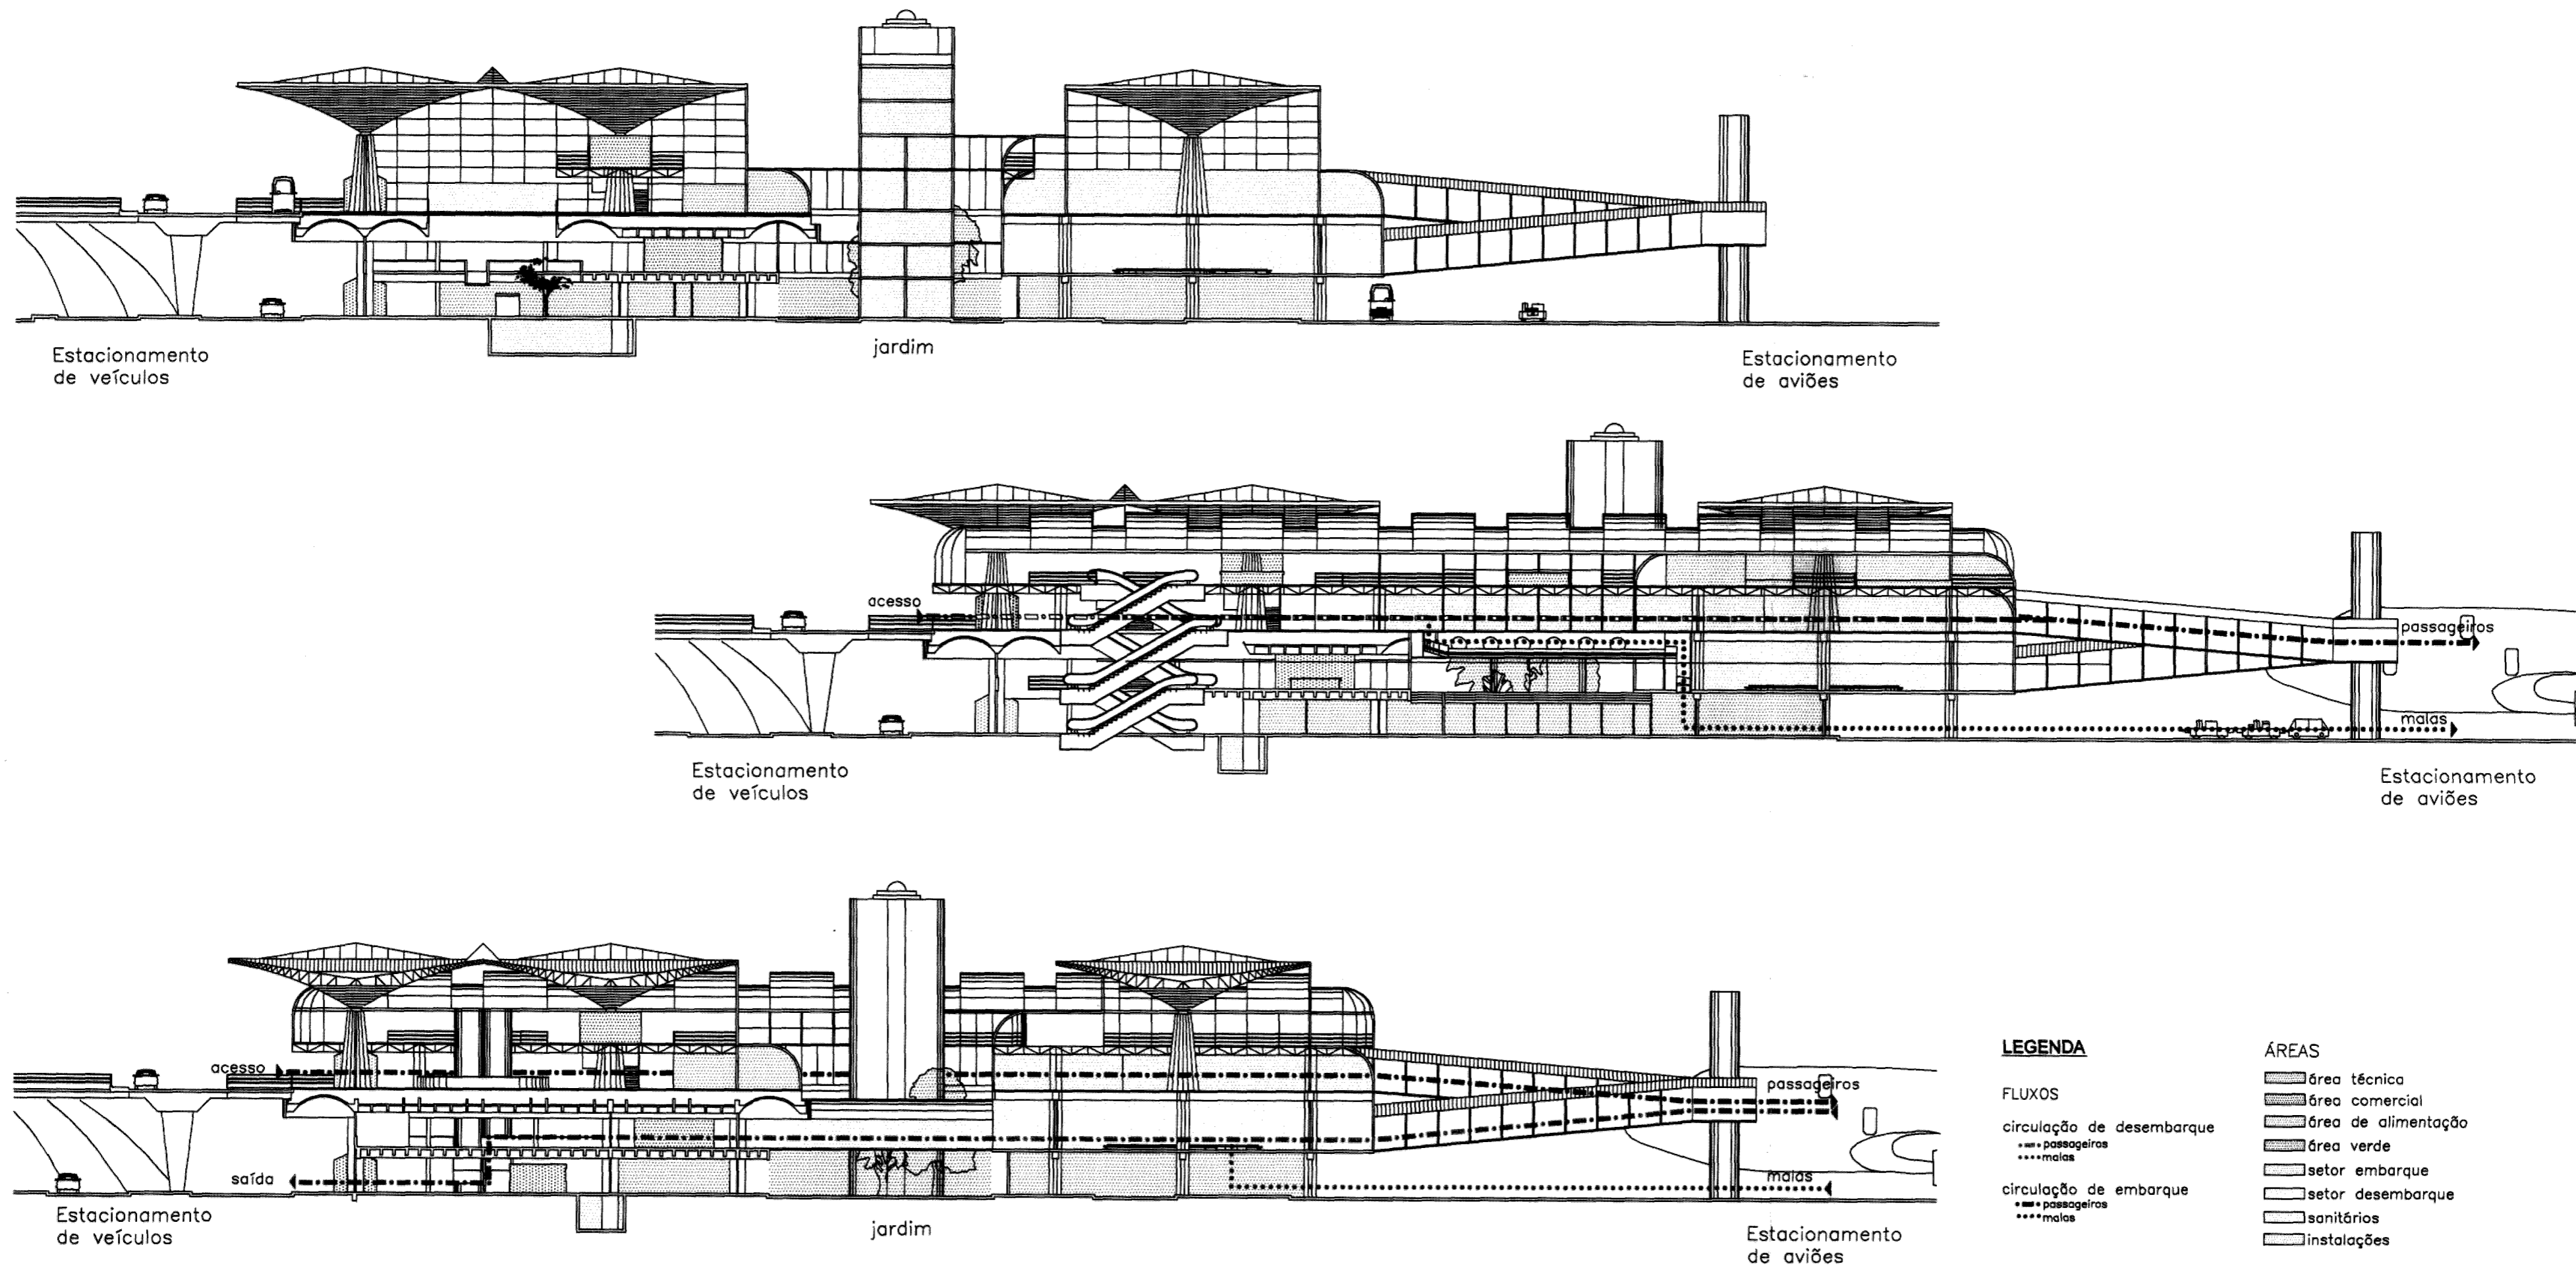 Estacionamento
de veículos
jardim
Estacionamento
de aviões
acesso
passageiros
malas
Estacionamento
de veículos
Estacionamento
de aviões
acesso
passageiros
saída
malas
Estacionamento
de veículos
jardim
Estacionamento
de aviões
LEGENDA
FLUXOS
circulação de desembarque
passageiros
malas
circulação de embarque
passageiros
malas
ÁREAS
área técnica
área comercial
área de alimentação
área verde
setor embarque
setor desembarque
sanitários
instalações